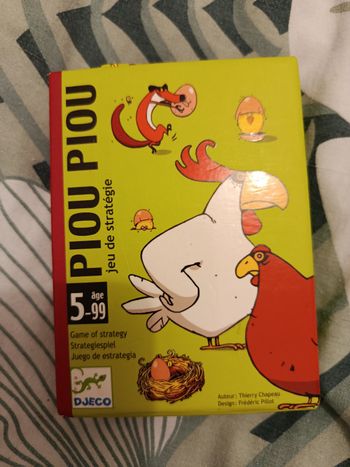 PIOU PIOU
jeu de stratégie
âge
5-99
Game of strategy
Strategiespiel
Juego de estrategia
DJECO
Auteur: Thierry Chapeau
Design: Frédéric Pillot